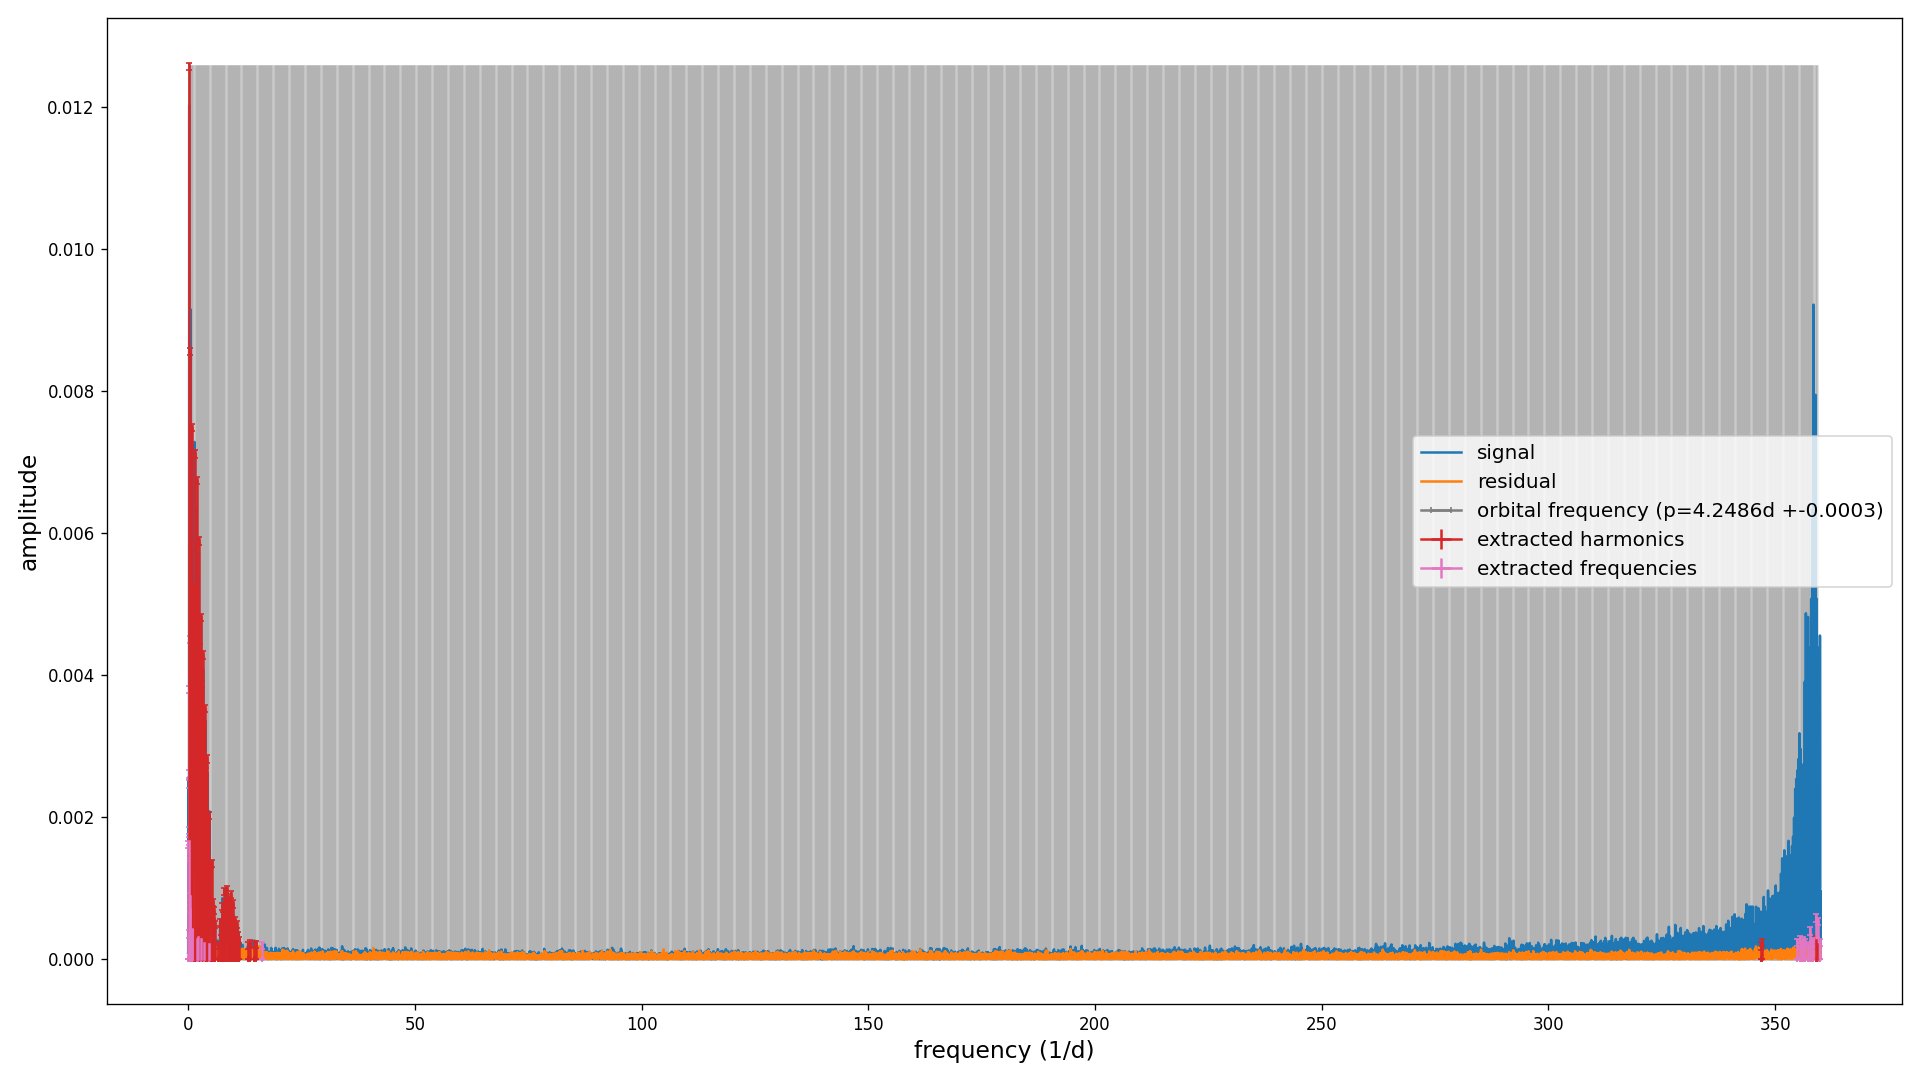 0.012
0.010
0.008
0.006
0.004
0.002
0.000
amplitude
0
50
100
150
200
250
300
350
frequency (1/d)
signal
residual
orbital frequency (p=4.2486d +-0.0003)
extracted harmonics
extracted frequencies